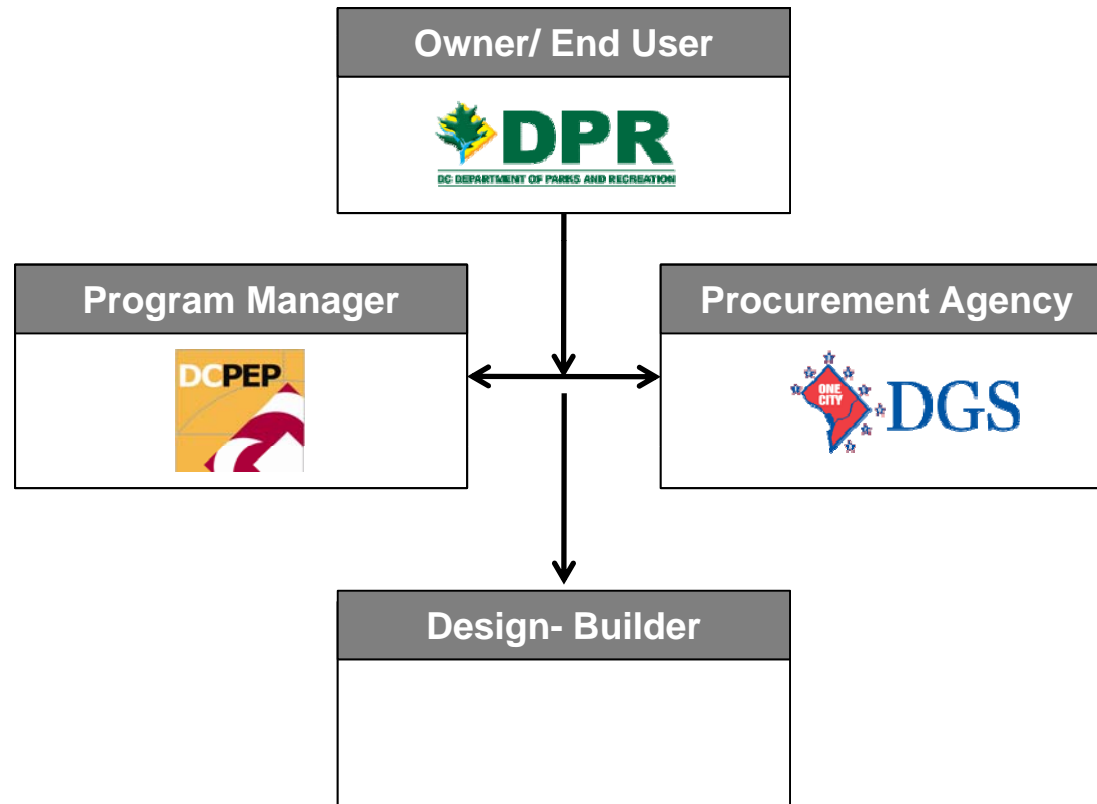 Owner/ End User
DPR
DC DEPARTMENT OF PARKS AND RECREATION
Program Manager
DCPEP
Procurement Agency
ONE
CITY
DGS
Design- Builder